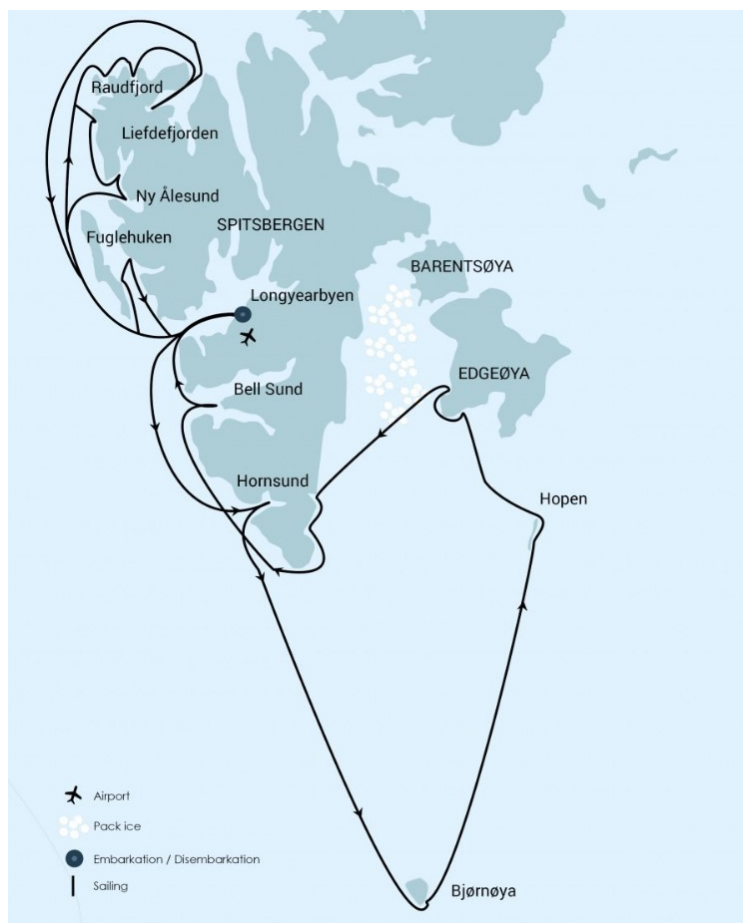 Raudfjord
Liefdefjorden
Ny Ålesund
SPITSBERGEN
Fuglehuken
BARENTSØYA
Longyearbyen
EDGEØYA
Bell Sund
Hornsund
Hopen
Airport
Pack ice
Embarkation / Disembarkation
Sailing
Bjørnøya